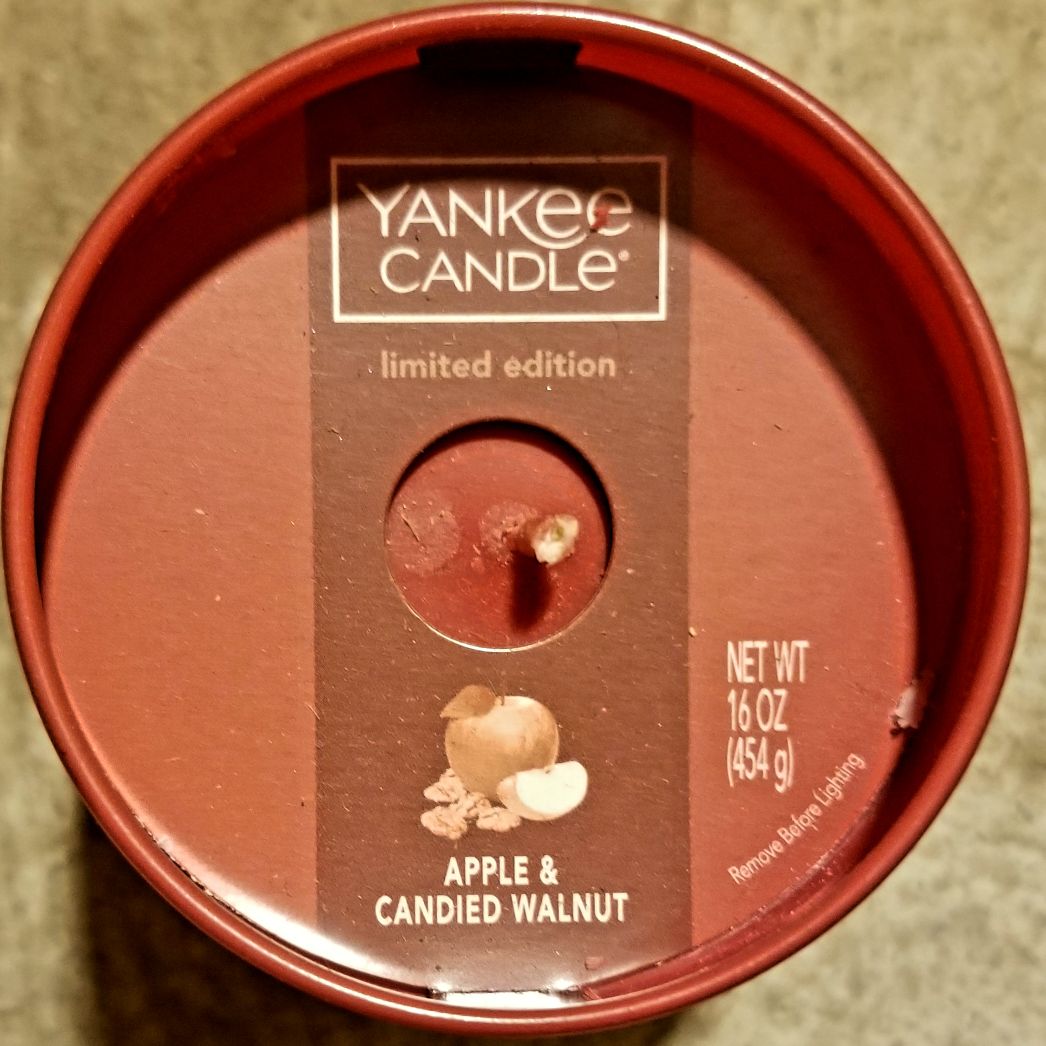 YANKEE
CANDLE®
limited edition
NET WT
16 OZ
(454 g)
Remove Before Lighting
APPLE &
CANDIED WALNUT